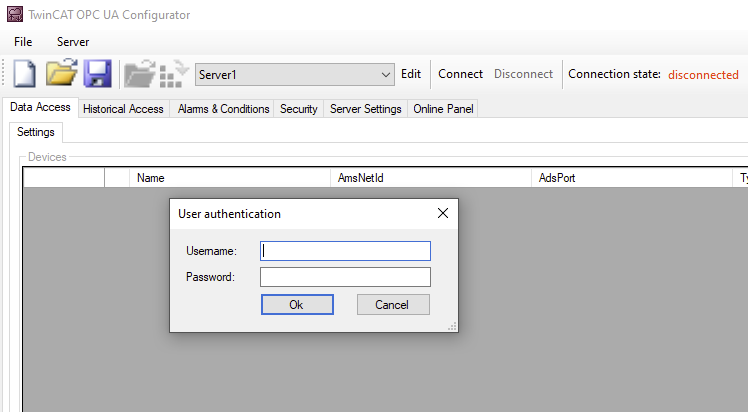 TwinCAT OPC UA Configurator
File Server
Server1 Edit Connect Disconnect Connection state: disconnected
Data Access Historical Access Alarms & Conditions Security Server Settings Online Panel
Settings
Devices
Name AmsNetId AdsPort Ty
User authentication
Username:
Password:
Ok Cancel